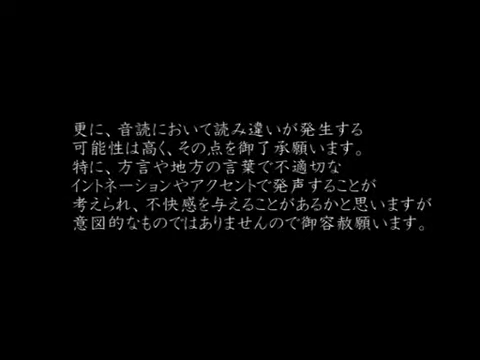 更に、音読において読み違いが発生する
可能性は高く、その点を御了承願います。
特に、方言や地方の言葉で不適切な
イントネーションやアクセントで発声することが
考えられ、不快感を与えることがあるかと思いますが
意図的なものではありませんので御容赦願います。